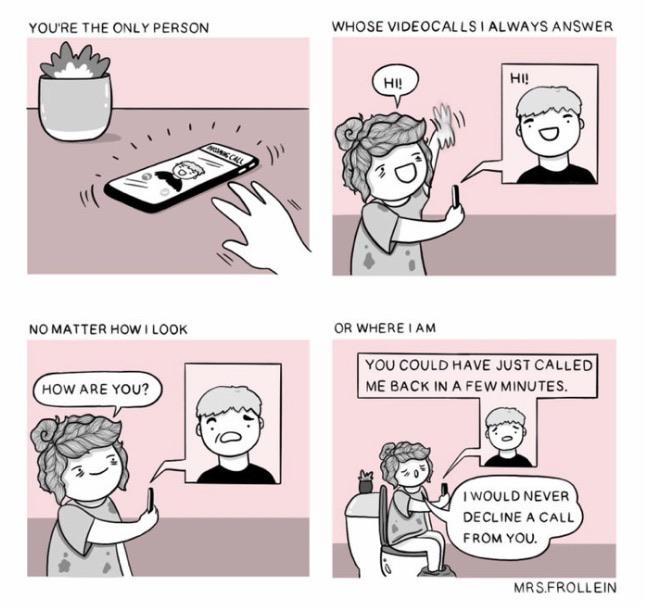 YOU'RE THE ONLY PERSON
INCOMING CALL
WHOSE VIDEOCALLS I ALWAYS ANSWER
HI!
HI!
NO MATTER HOW I LOOK
HOW ARE YOU?
OR WHERE I AM
YOU COULD HAVE JUST CALLED
ME BACK IN A FEW MINUTES.
I WOULD NEVER
DECLINE A CALL
FROM YOU.
MRS.FROLLEIN